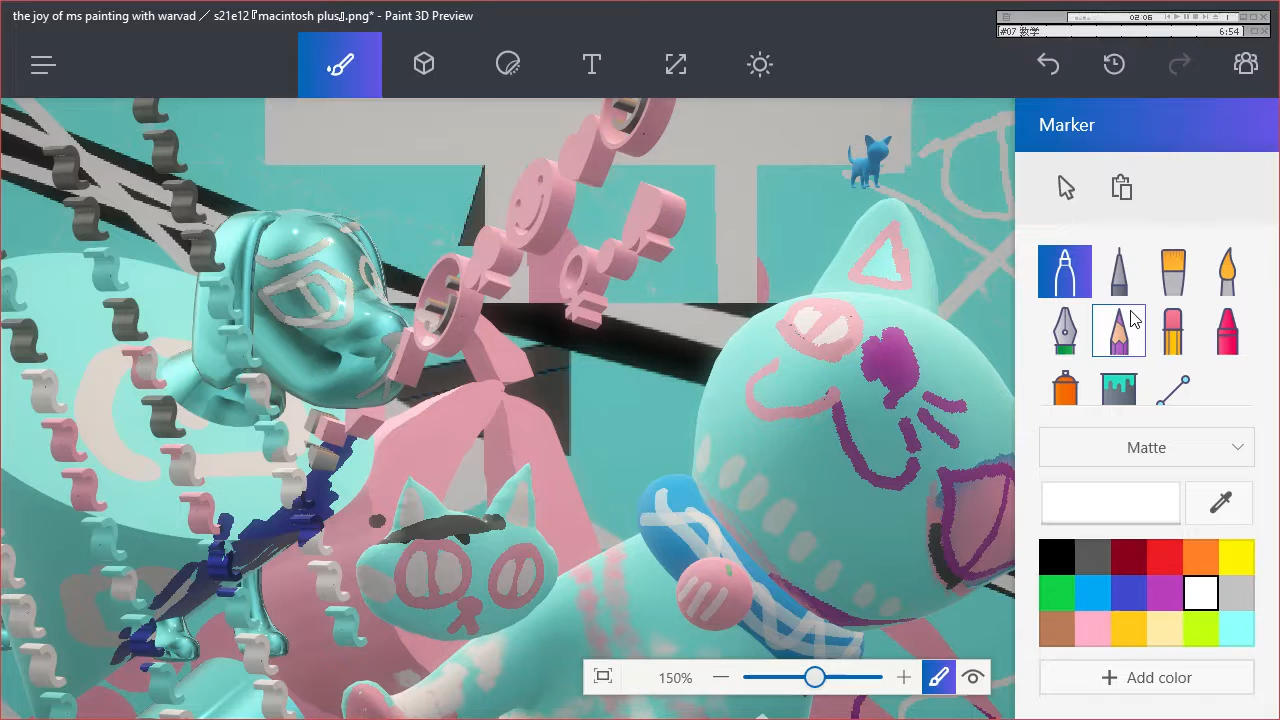 the joy of ms painting with warvad ／ s21e12『macintosh plus』.png* - Paint 3D Preview
02:06
#07 数学
6:54
Marker
Matte
Add color
150%